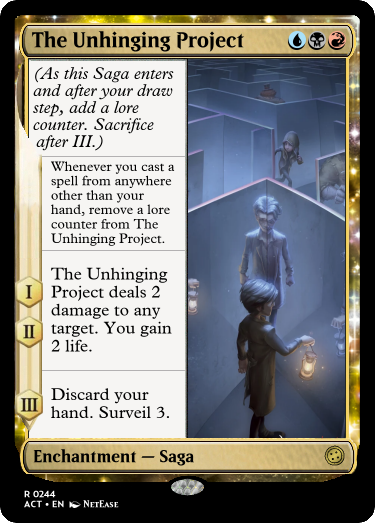 The Unhinging Project
(As this Saga enters
and after your draw
step, add a lore
counter. Sacrifice
after III.)
Whenever you cast a
spell from anywhere
other than your
hand, remove a lore
counter from The
Unhinging Project.
I
II
The Unhinging
Project deals 2
damage to any
target. You gain
2 life.
III
Discard your
hand. Surveil 3.
Enchantment — Saga
R 0244
ACT • EN NETEASE